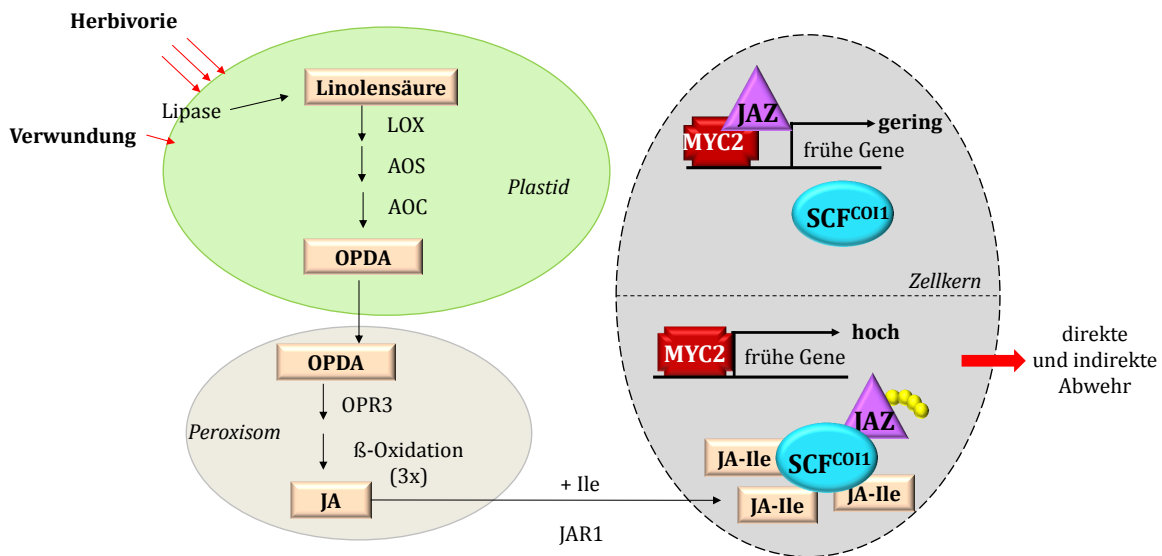 Herbivorie
Lipase
Verwundung
Linolensäure
LOX
AOS
AOC
Plastid
OPDA
OPDA
OPR3
Peroxisom
ß-Oxidation
(3x)
JA
+ Ile
JAR1
JAZ
MYC2
gering
frühe Gene
SCFCOI1
Zellkern
hoch
MYC2
frühe Gene
JAZ
JA-Ile
SCFCOI1
JA-Ile
JA-Ile
direkte
und indirekte
Abwehr